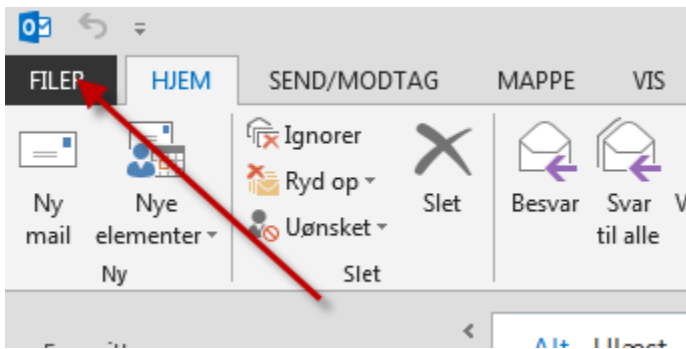 FILER HJEM SEND/MODTAG MAPPE VIS
Ignorer
Ryd op
Uønsket
Ny mail
Nye elementer
Slet
Besvar
Svar til alle
Ny
Slet
Alt